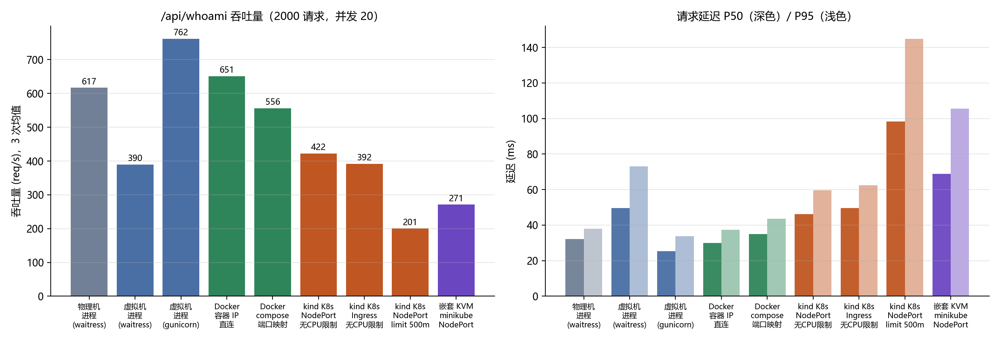 /api/whoami 吞吐量（2000 请求，并发 20）
吞吐量 (req/s)，3 次均值
700
600
500
400
300
200
100
0
617
390
762
651
556
422
392
201
271
物理机
进程
(waitress)
虚拟机
进程
(waitress)
虚拟机
进程
(gunicorn)
Docker
容器 IP
直连
Docker
compose
端口映射
kind K8s
NodePort
无CPU限制
kind K8s
Ingress
无CPU限制
kind K8s
NodePort
limit 500m
嵌套 KVM
minikube
NodePort
请求延迟 P50（深色）/ P95（浅色）
延迟 (ms)
140
120
100
80
60
40
20
0
物理机
进程
(waitress)
虚拟机
进程
(waitress)
虚拟机
进程
(gunicorn)
Docker
容器 IP
直连
Docker
compose
端口映射
kind K8s
NodePort
无CPU限制
kind K8s
Ingress
无CPU限制
kind K8s
NodePort
limit 500m
嵌套 KVM
minikube
NodePort